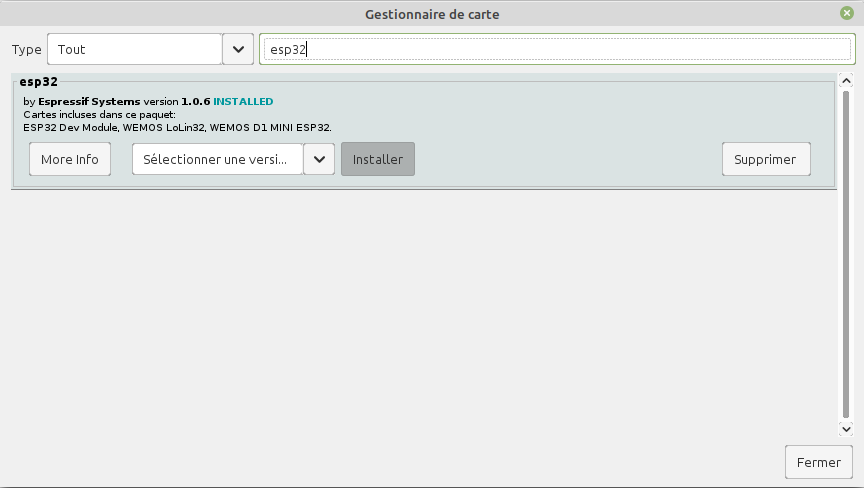 Gestionnaire de carte
Type Tout esp32
esp32
by Espressif Systems version 1.0.6 INSTALLED
Cartes incluses dans ce paquet:
ESP32 Dev Module, WEMOS LoLin32, WEMOS D1 MINI ESP32.
More Info Sélectionner une versi... Installer Supprimer
Fermer